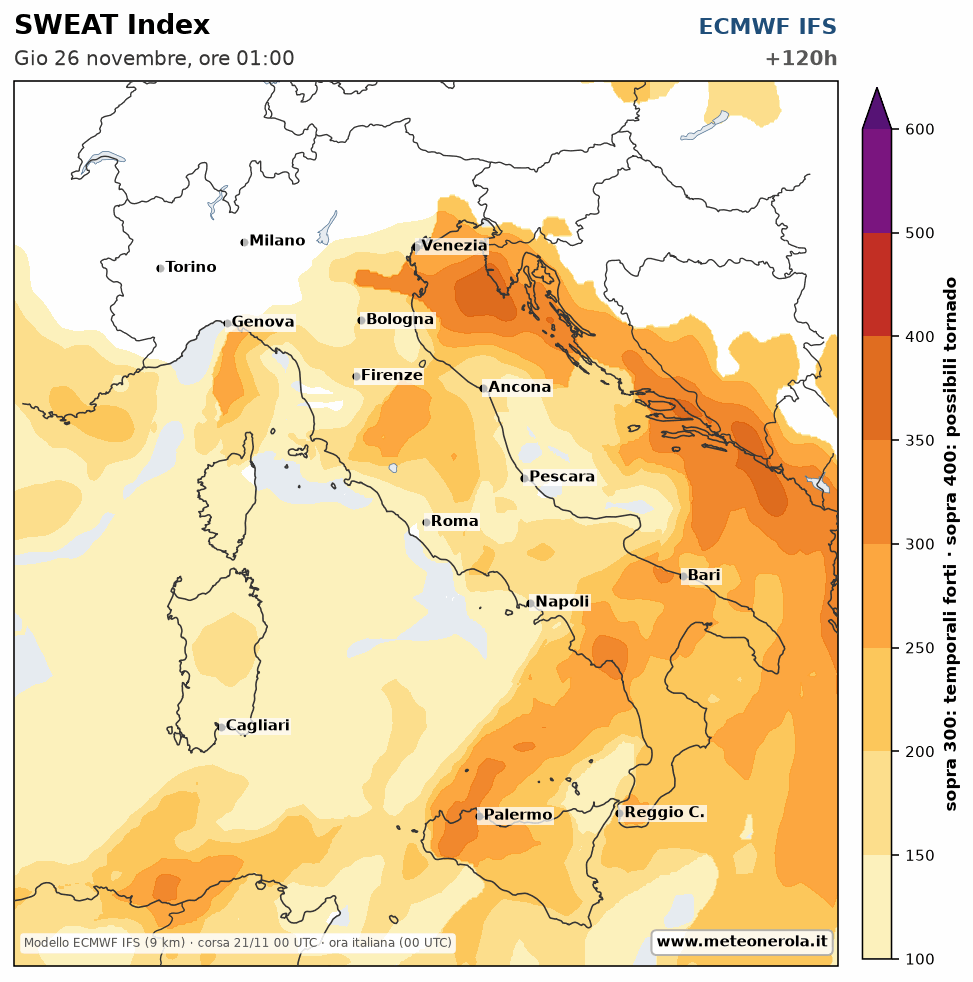 SWEAT Index
ECMWF IFS
Gio 26 novembre, ore 01:00
+120h
Venezia
Milano
Torino
Bologna
Genova
Firenze
Ancona
Pescara
Roma
Bari
Napoli
Cagliari
Palermo
Reggio C.
600
500
400
350
300
250
200
150
100
sopra 300: temporali forti · sopra 400: possibili tornado
Modello ECMWF IFS (9 km) · corsa 21/11 00 UTC · ora italiana (00 UTC)
www.meteonerola.it